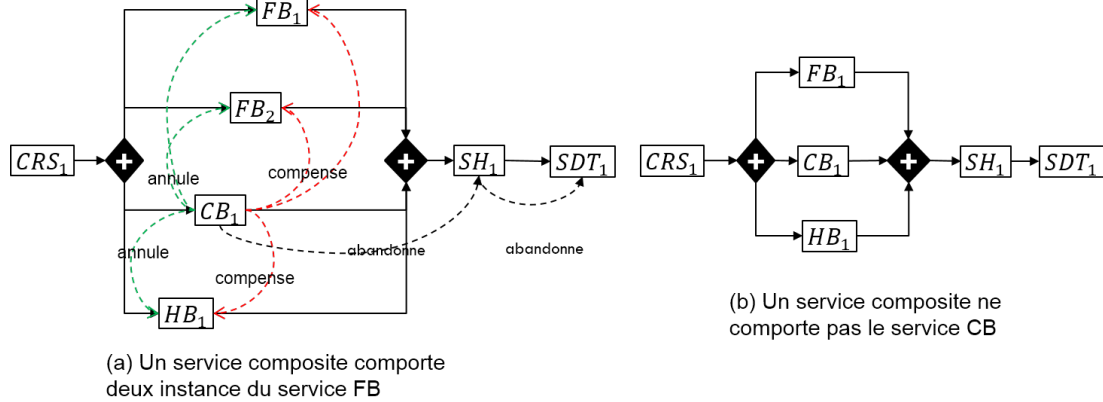 FB₁
FB₂
CRS₁
annule
compense
SH₁
SDT₁
CB₁
annule
abandonne
abandonne
compense
HB₁
(a) Un service composite comporte
deux instance du service FB
FB₁
CRS₁
CB₁
SH₁
SDT₁
HB₁
(b) Un service composite ne
comporte pas le service CB